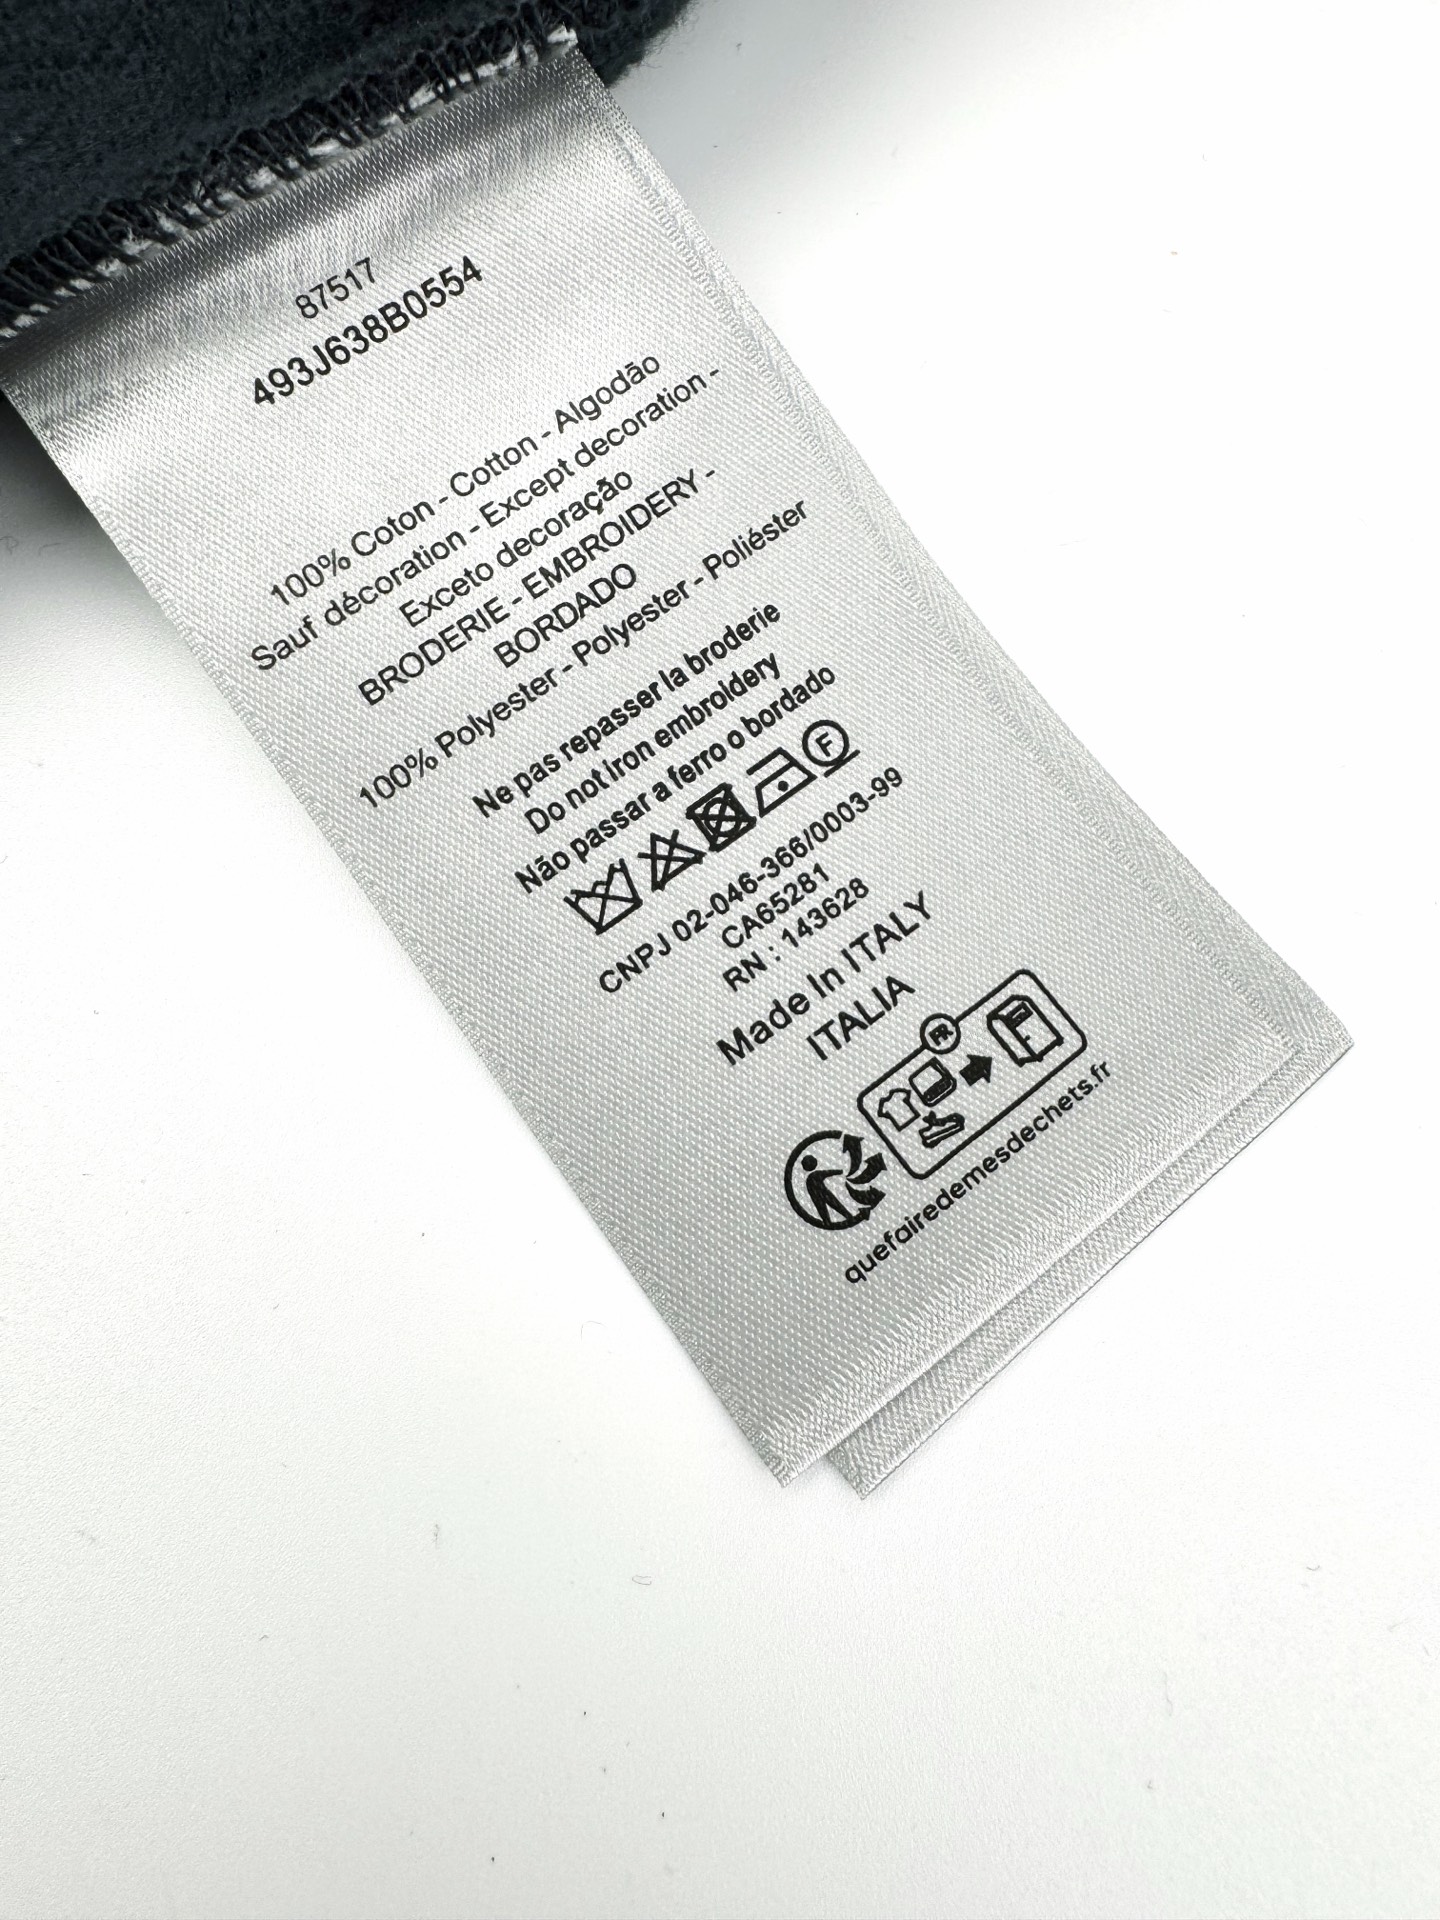 87517
493J638B0554
100% Coton - Cotton - Algodão
Sauf décoration - Except decoration -
Exceto decoração
BRODERIE - EMBROIDERY -
BORDADO
100% Polyester - Polyester - Poliéster
Ne pas repasser la broderie
Do not Iron embroidery
Não passar a ferro o bordado
F
CNPJ 02-046-366/0003-99
CA65281
RN : 143628
Made In ITALY
ITALIA
FR
quefairedemesdechets.fr